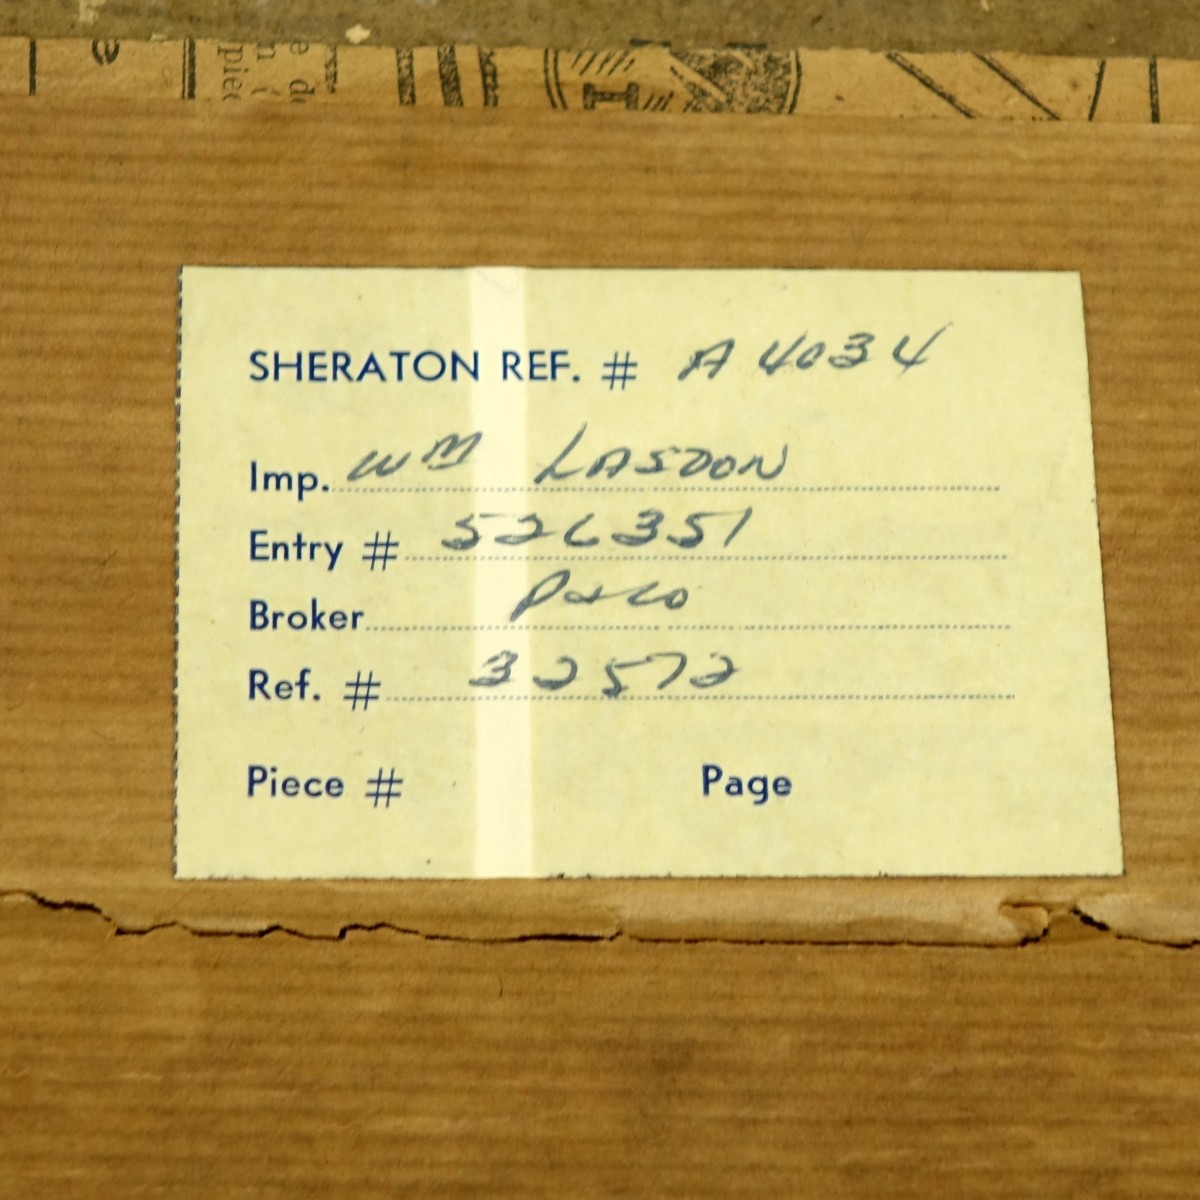 SHERATON REF. # A 4034
Imp. WM LASDON
Entry # 526351
Broker
Ref. # 32572
Piece # Page